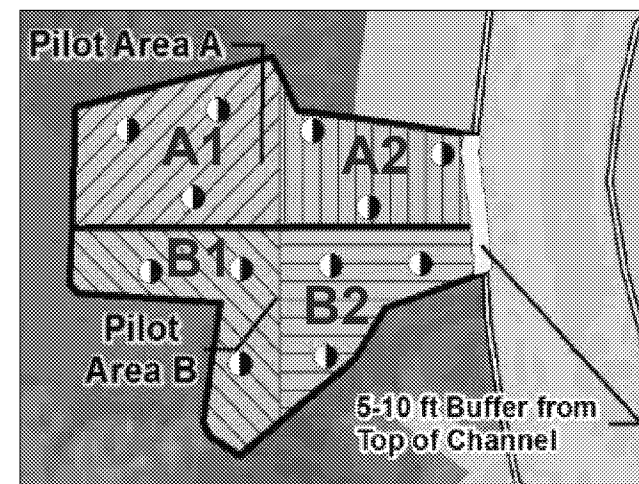 Pilot Area A
A1
A2
B1
B2
Pilot
Area B
5-10 ft Buffer from
Top of Channel